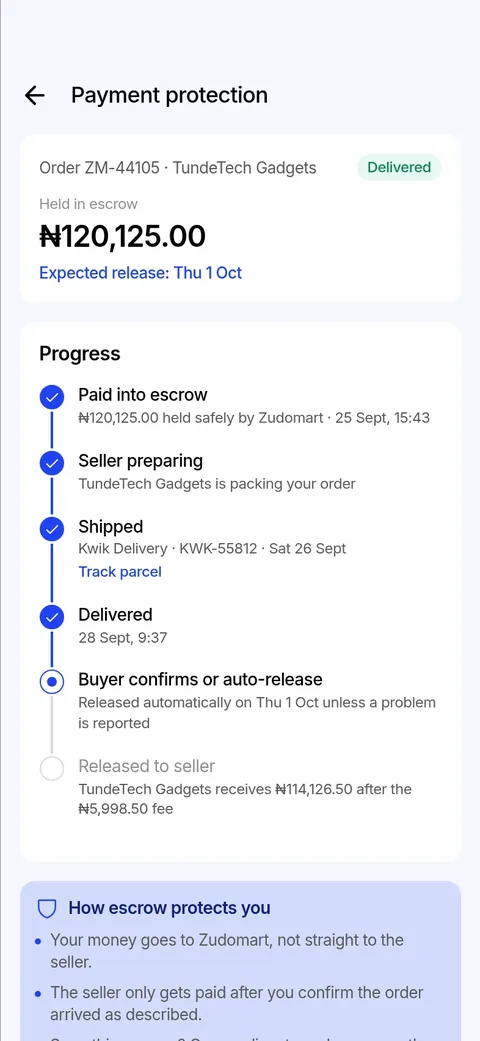 Payment protection
Order ZM-44105 · TundeTech Gadgets
Delivered
Held in escrow
₦120,125.00
Expected release: Thu 1 Oct
Progress
Paid into escrow
₦120,125.00 held safely by Zudomart · 25 Sept, 15:43
Seller preparing
TundeTech Gadgets is packing your order
Shipped
Kwik Delivery · KWK-55812 · Sat 26 Sept
Track parcel
Delivered
28 Sept, 9:37
Buyer confirms or auto-release
Released automatically on Thu 1 Oct unless a problem
is reported
Released to seller
TundeTech Gadgets receives ₦114,126.50 after the
₦5,998.50 fee
How escrow protects you
Your money goes to Zudomart, not straight to the
seller.
The seller only gets paid after you confirm the order
arrived as described.